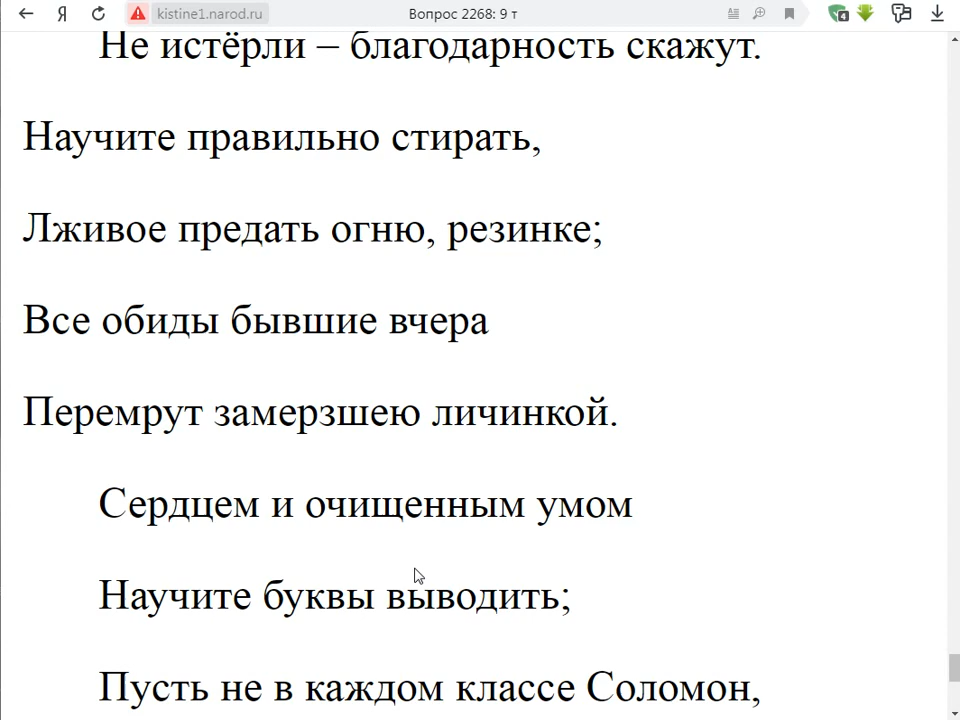 Я kistine1.narod.ru Вопрос 2268: 9 т 4
Не истёрли – благодарность скажут.
Научите правильно стирать,
Лживое предать огню, резинке;
Все обиды бывшие вчера
Перемрут замерзшею личинкой.
Сердцем и очищенным умом
Научите буквы выводить;
Пусть не в каждом классе Соломон,